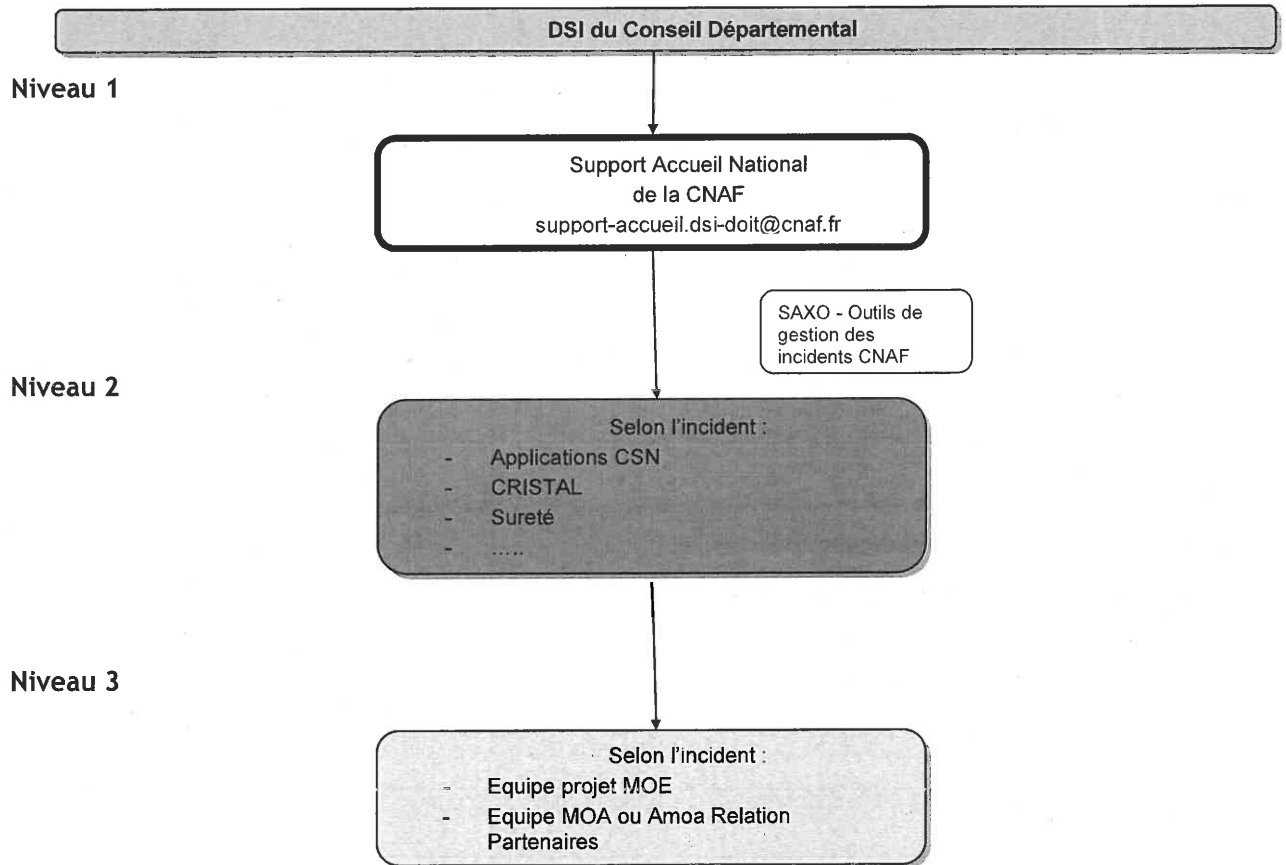 DSI du Conseil Départemental
Niveau 1
Support Accueil National
de la CNAF
support-accueil.dsi-doit@cnaf.fr
SAXO - Outils de
gestion des
incidents CNAF
Niveau 2
Selon l'incident :
- Applications CSN
- CRISTAL
- Sureté
- .....
Niveau 3
Selon l'incident :
- Equipe projet MOE
- Equipe MOA ou Amoa Relation
Partenaires